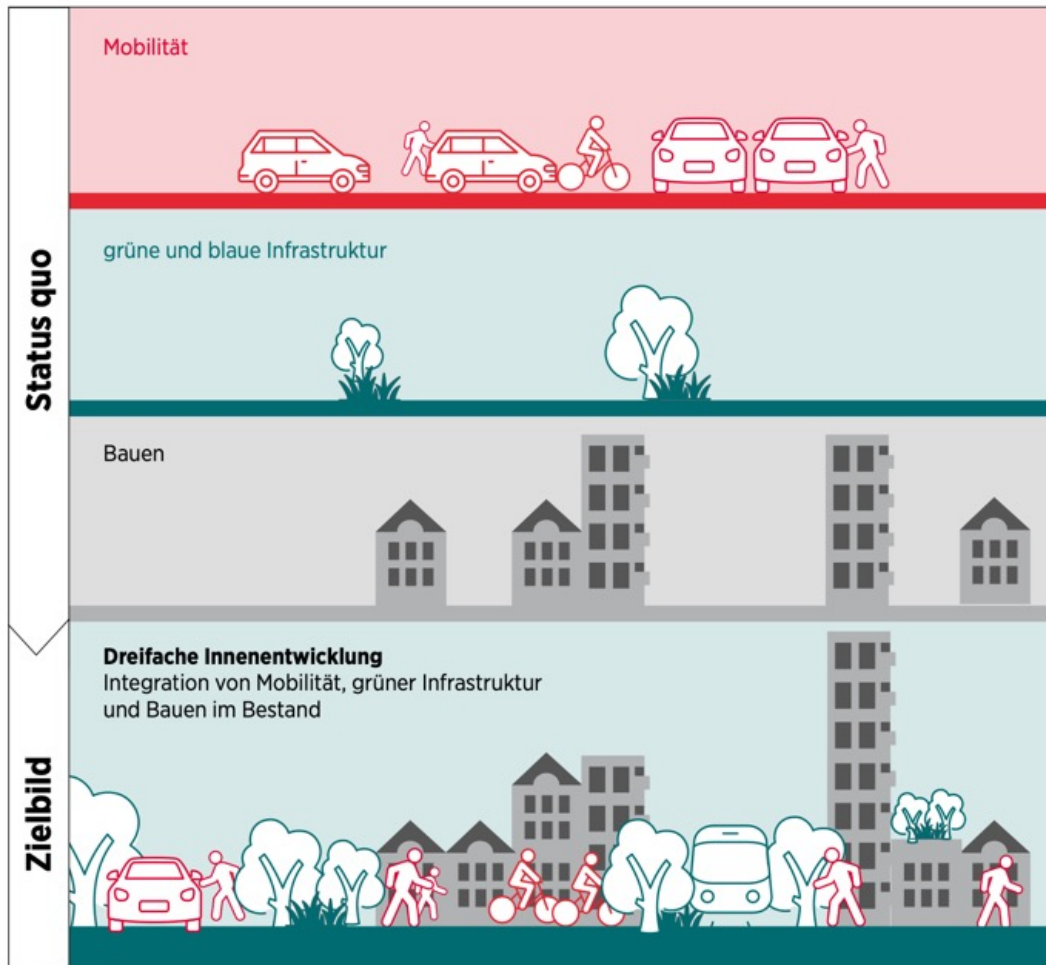 Status quo
Mobilität
grüne und blaue Infrastruktur
Bauen
Zielbild
Dreifache Innenentwicklung
Integration von Mobilität, grüner Infrastruktur
und Bauen im Bestand